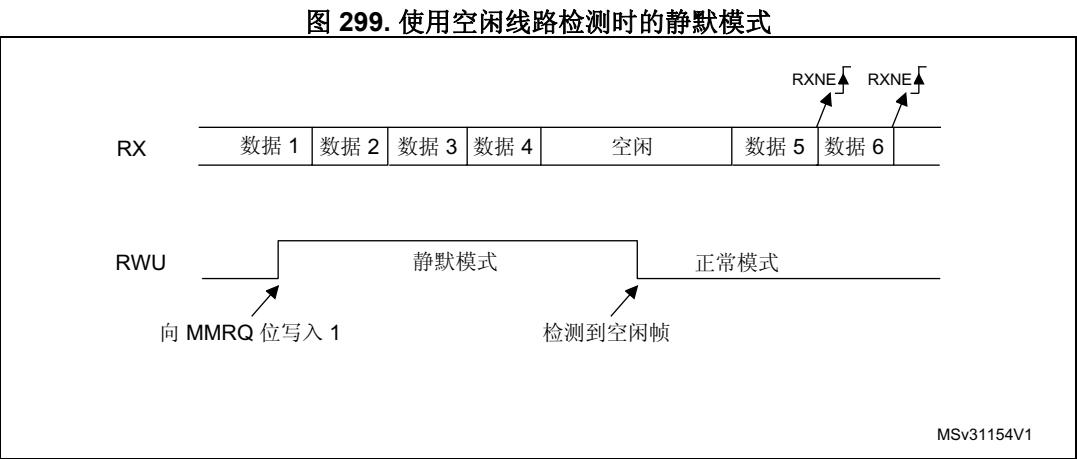 图 299. 使用空闲线路检测时的静默模式
RXNE RXNE
RX 数据 1 数据 2 数据 3 数据 4 空闲 数据 5 数据 6
RWU 静默模式 正常模式
向 MMRQ 位写入 1 检测到空闲帧
MSv31154V1